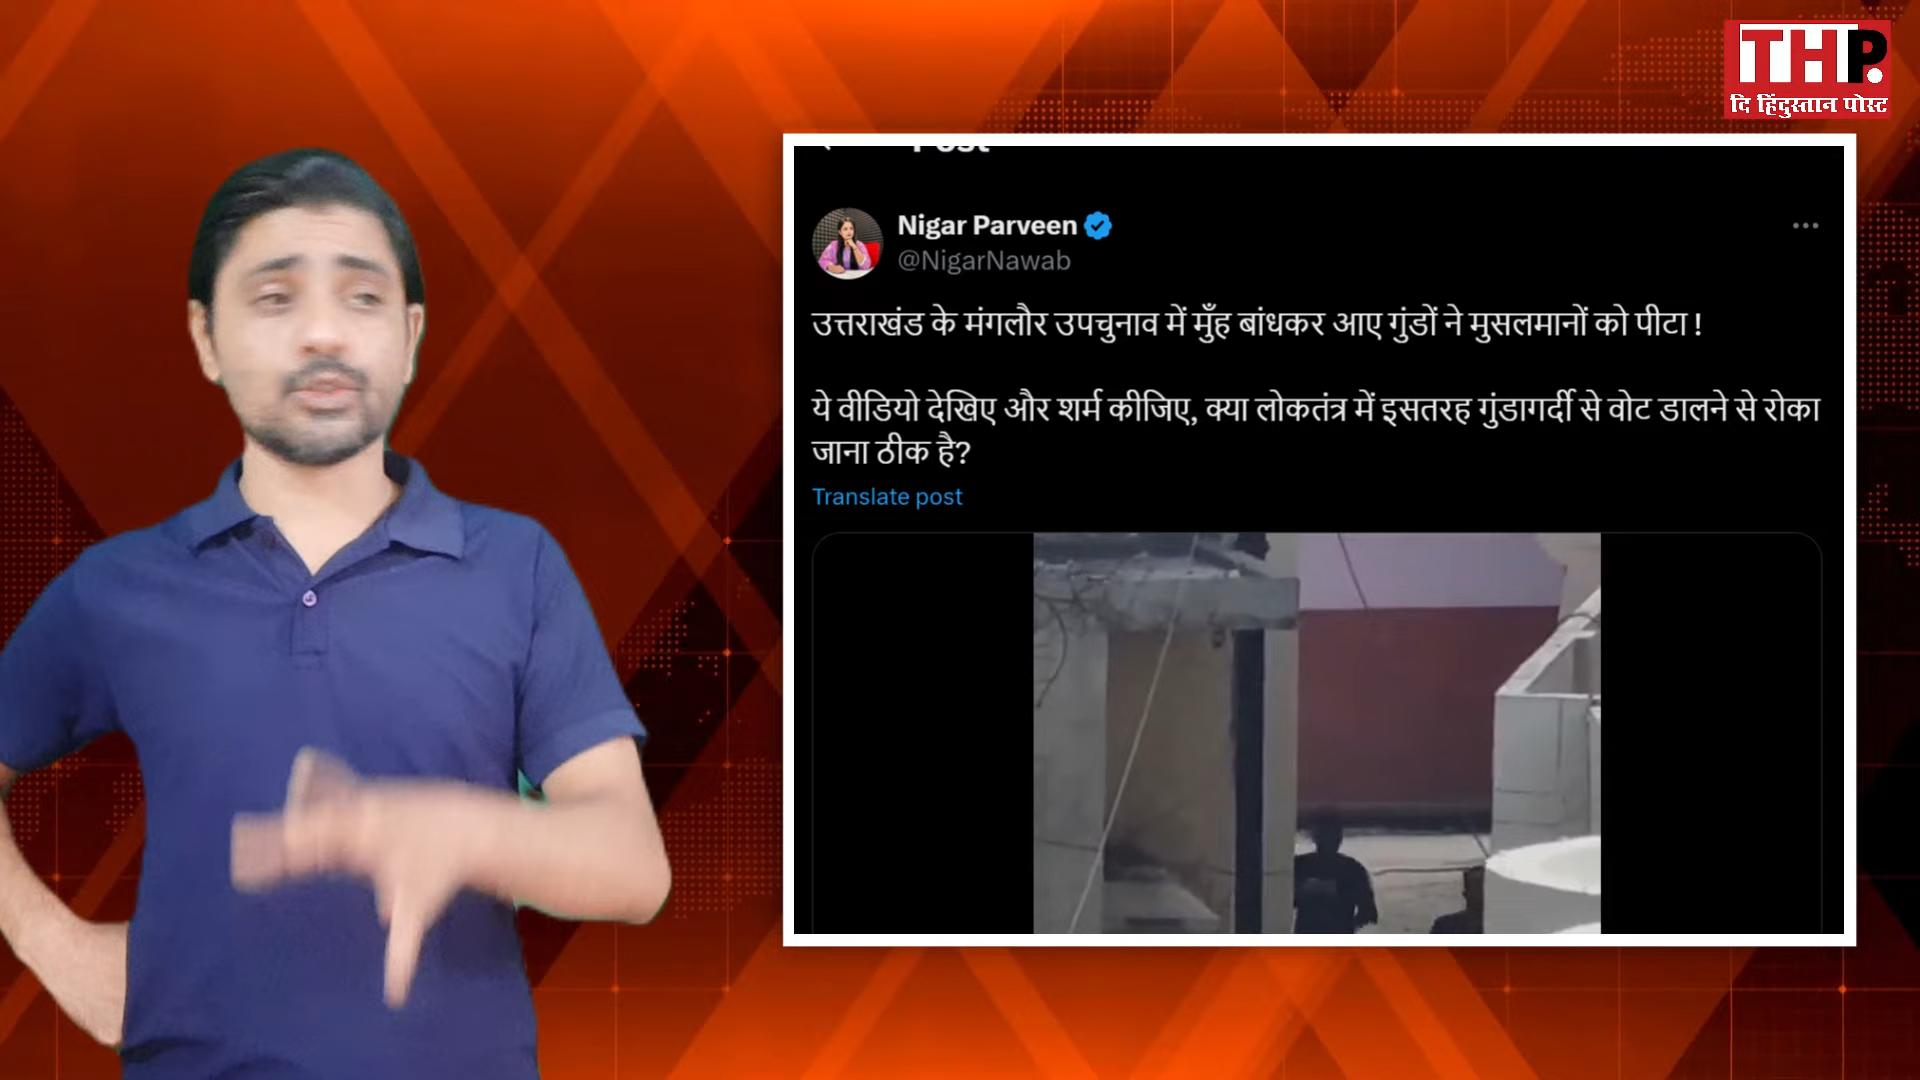 THP.
दि हिंदुस्तान पोस्ट
Post
Nigar Parveen
@NigarNawab
उत्तराखंड के मंगलौर उपचुनाव में मुँह बांधकर आए गुंडों ने मुसलमानों को पीटा !
ये वीडियो देखिए और शर्म कीजिए, क्या लोकतंत्र में इसतरह गुंडागर्दी से वोट डालने से रोका
जाना ठीक है?
Translate post